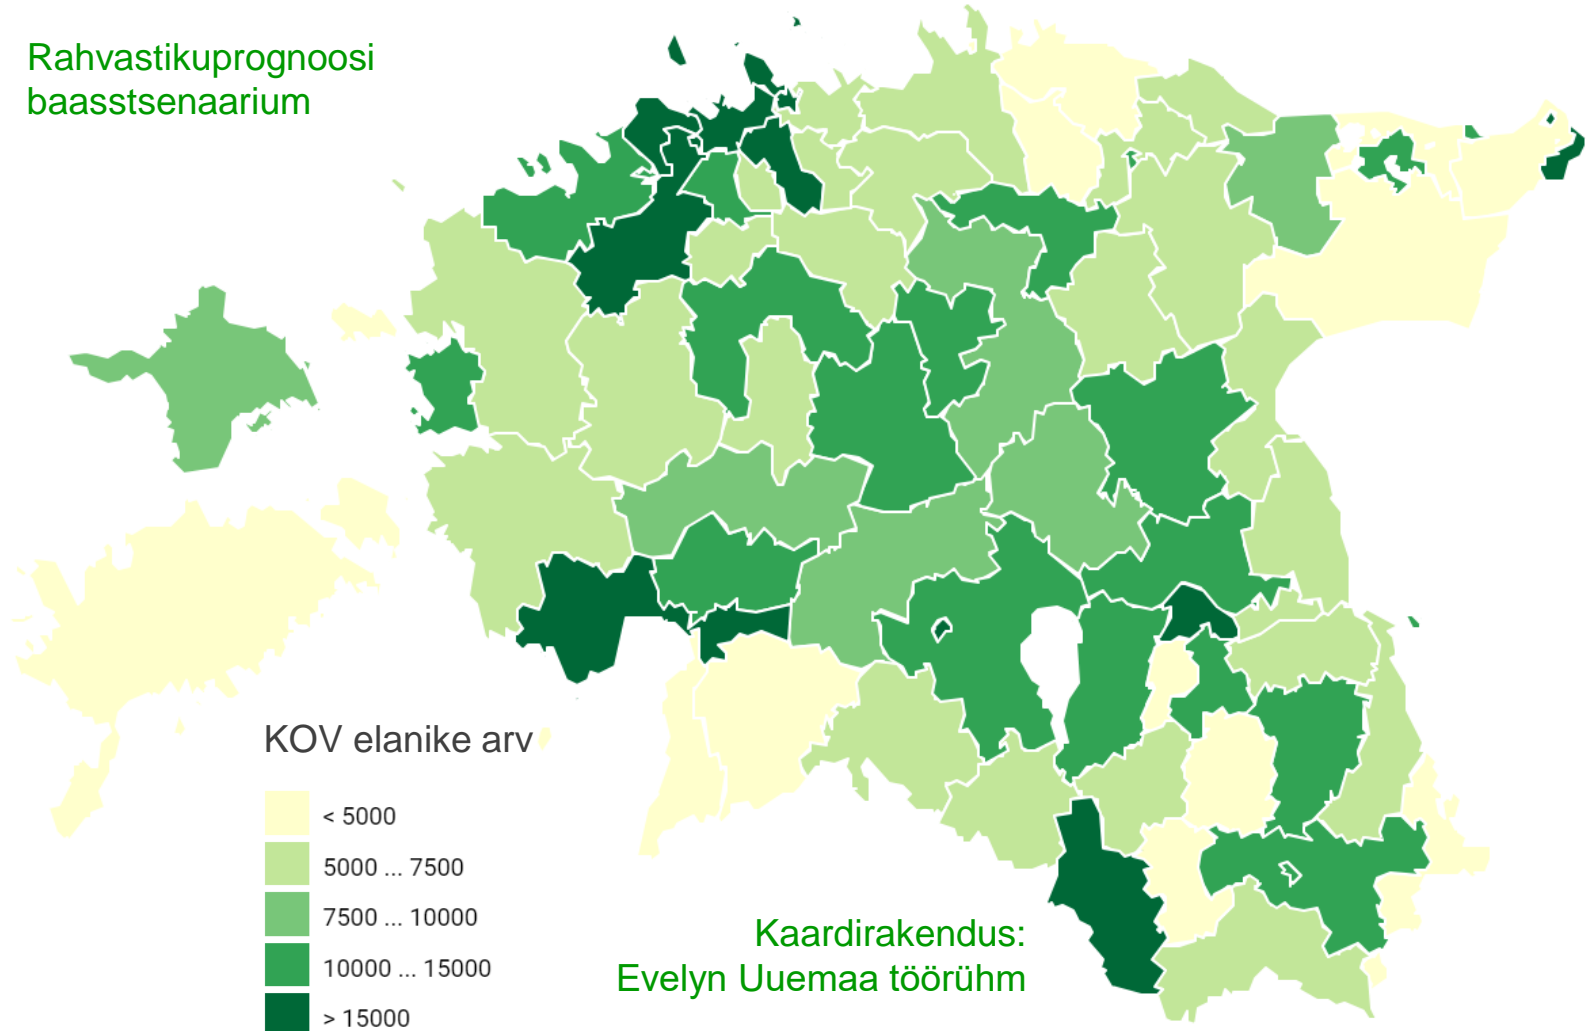 Rahvastikuprognoosi
baasstsenaarium
KOV elanike arv
< 5000
5000 ... 7500
7500 ... 10000
10000 ... 15000
> 15000
Kaardirakendus:
Evelyn Uuemaa töörühm